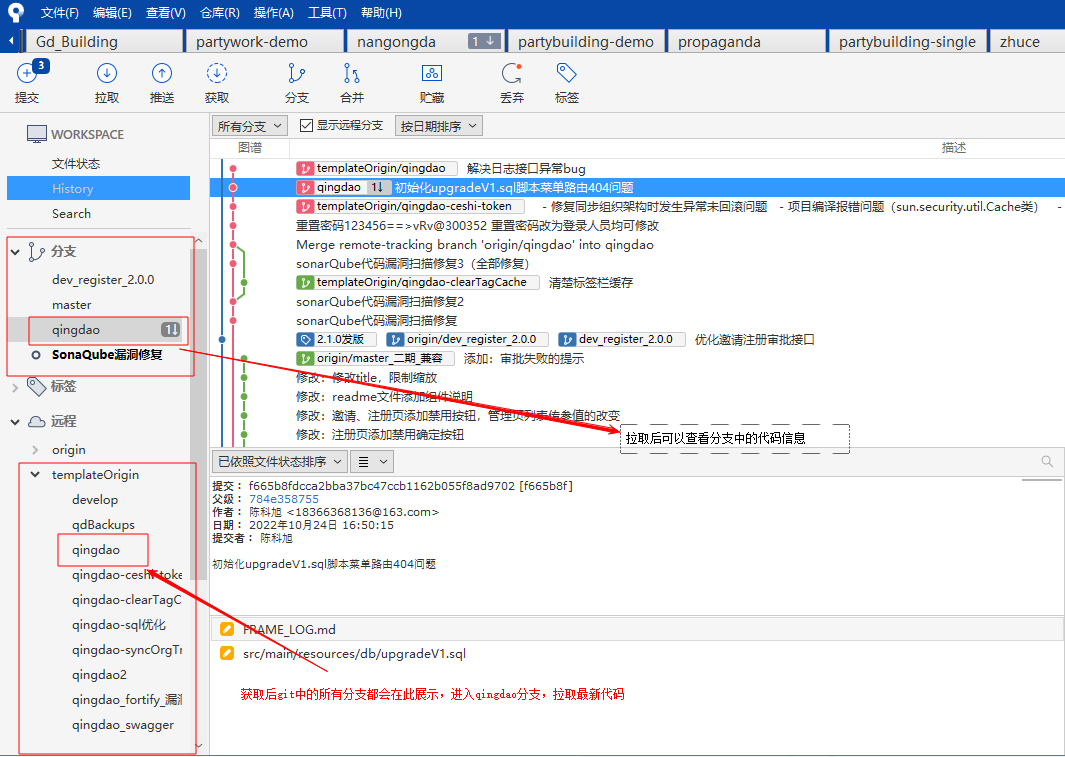 文件(F) 编辑(E) 查看(V) 仓库(R) 操作(A) 工具(T) 帮助(H)
Gd_Building partywork-demo nangongda 1↓ partybuilding-demo propaganda partybuilding-single zhuce
3
提交 拉取 推送 获取 分支 合并 贮藏 丢弃 标签
WORKSPACE
文件状态
History
Search
分支
dev_register_2.0.0
master
qingdao 1↓
SonaQube漏洞修复
标签
远程
origin
templateOrigin
develop
qdBackups
qingdao
qingdao-ceshi-toke
qingdao-clearTagC
qingdao-sql优化
qingdao-syncOrgTr
qingdao2
qingdao_fortify_漏洞
qingdao_swagger
所有分支 显示远程分支 按日期排序
图谱 描述
templateOrigin/qingdao 解决日志接口异常bug
qingdao 1↓ 初始化upgradeV1.sql脚本菜单路由404问题
templateOrigin/qingdao-ceshi-token - 修复同步组织架构时发生异常未回滚问题 - 项目编译报错问题（sun.security.util.Cache类） -
重置密码123456==>vRv@300352 重置密码改为登录人员均可修改
Merge remote-tracking branch 'origin/qingdao' into qingdao
sonarQube代码漏洞扫描修复3（全部修复）
templateOrigin/qingdao-clearTagCache 清楚标签栏缓存
sonarQube代码漏洞扫描修复2
sonarQube代码漏洞扫描修复
2.1.0发版 origin/dev_register_2.0.0 dev_register_2.0.0 优化邀请注册审批接口
origin/master_二期_兼容 添加：审批失败的提示
修改：修改title，限制缩放
修改：readme文件添加组件说明
修改：邀请、注册页添加禁用按钮，管理页列表传参值的改变
修改：注册页添加禁用确定按钮
拉取后可以查看分支中的代码信息
已依照文件状态排序
提交： f665b8fdcca2bba37bc47ccb1162b055f8ad9702 [f665b8f]
父级： 784e358755
作者： 陈科旭 <18366368136@163.com>
日期： 2022年10月24日 16:50:15
提交者： 陈科旭
初始化upgradeV1.sql脚本菜单路由404问题
FRAME_LOG.md
src/main/resources/db/upgradeV1.sql
获取后git中的所有分支都会在此展示，进入qingdao分支，拉取最新代码